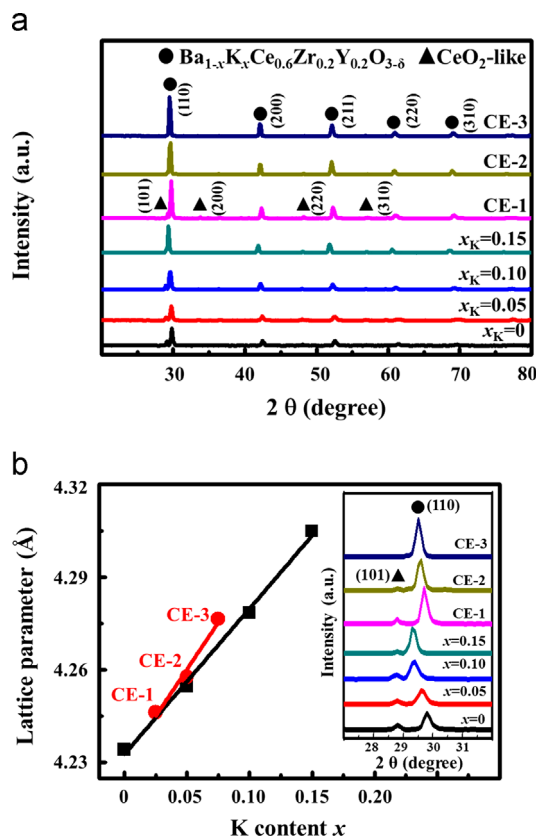 a
● Ba1-xKxCe0.6Zr0.2Y0.2O3-δ ▲ CeO2-like
(110)
(200)
(211)
(220)
(310)
CE-3
CE-2
(101)
(200)
(220)
(310)
CE-1
xK=0.15
xK=0.10
xK=0.05
xK=0
Intensity (a.u.)
30 40 50 60 70 80
2 θ (degree)
b
4.32
4.29
4.26
4.23
Lattice parameter (Å)
CE-3
CE-2
CE-1
0 0.05 0.10 0.15 0.20
K content x
(110)
CE-3
(101)
CE-2
CE-1
x=0.15
x=0.10
x=0.05
x=0
Intensity (a.u.)
27 28 29 30 31
2 θ (degree)